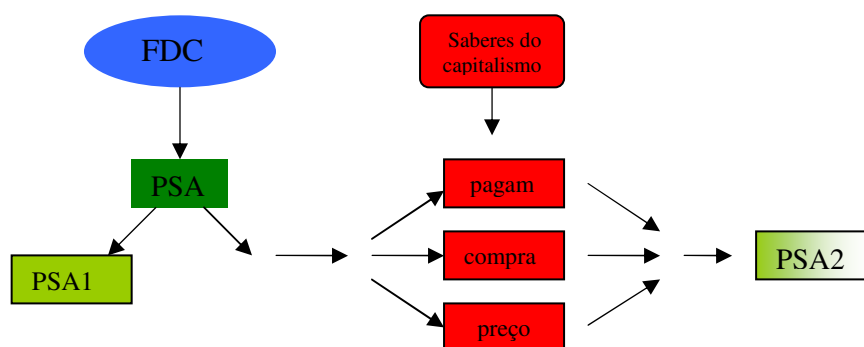 FDC
Saberes do
capitalismo
PSA
pagam
PSA1
compra
PSA2
preço